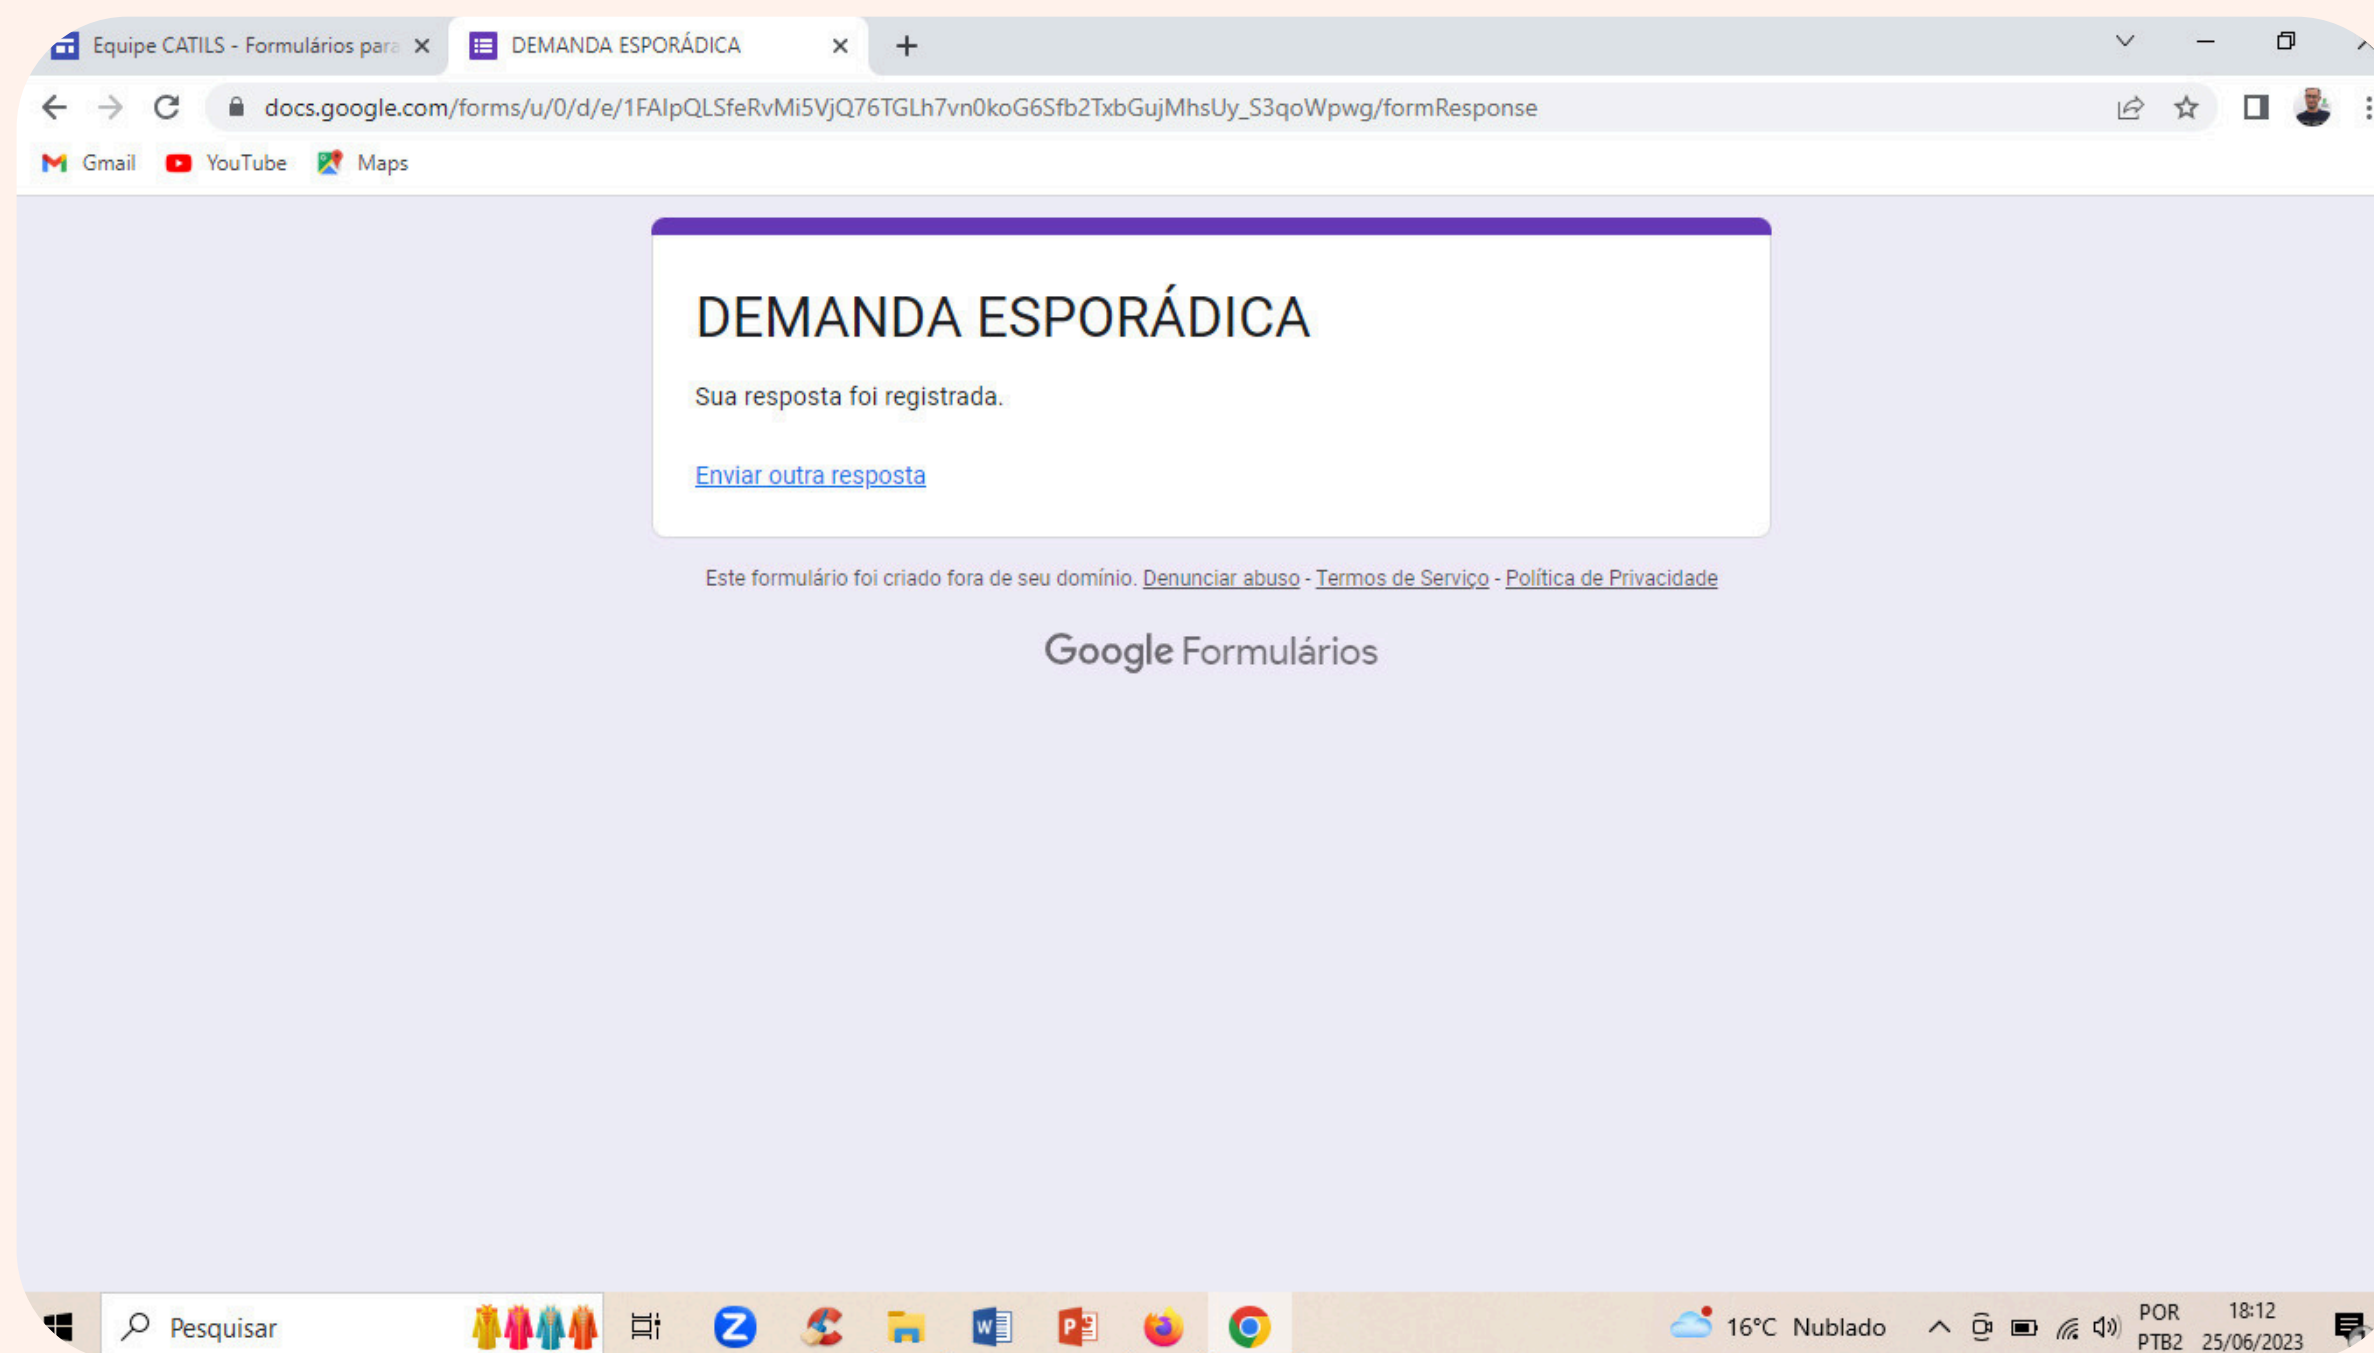 Equipe CATILS - Formulários para
DEMANDA ESPORÁDICA
docs.google.com/forms/u/0/d/e/1FAIpQLSfeRvMi5VjQ76TGLh7vn0koG6Sfb2TxbGujMhsUy_S3qoWpwg/formResponse
Gmail YouTube Maps
DEMANDA ESPORÁDICA
Sua resposta foi registrada.
Enviar outra resposta
Este formulário foi criado fora de seu domínio. Denunciar abuso - Termos de Serviço - Política de Privacidade
Google Formulários
Pesquisar
16°C Nublado
POR
PTB2
18:12
25/06/2023